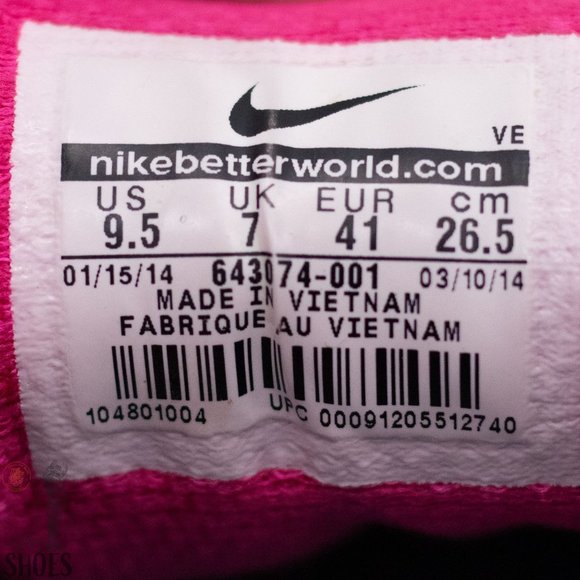 VE
nikebetterworld.com
US UK EUR cm
9.5 7 41 26.5
01/15/14 643074-001 03/10/14
MADE IN VIETNAM
FABRIQUE AU VIETNAM
104801004 UPC 00091205512740
SHOES